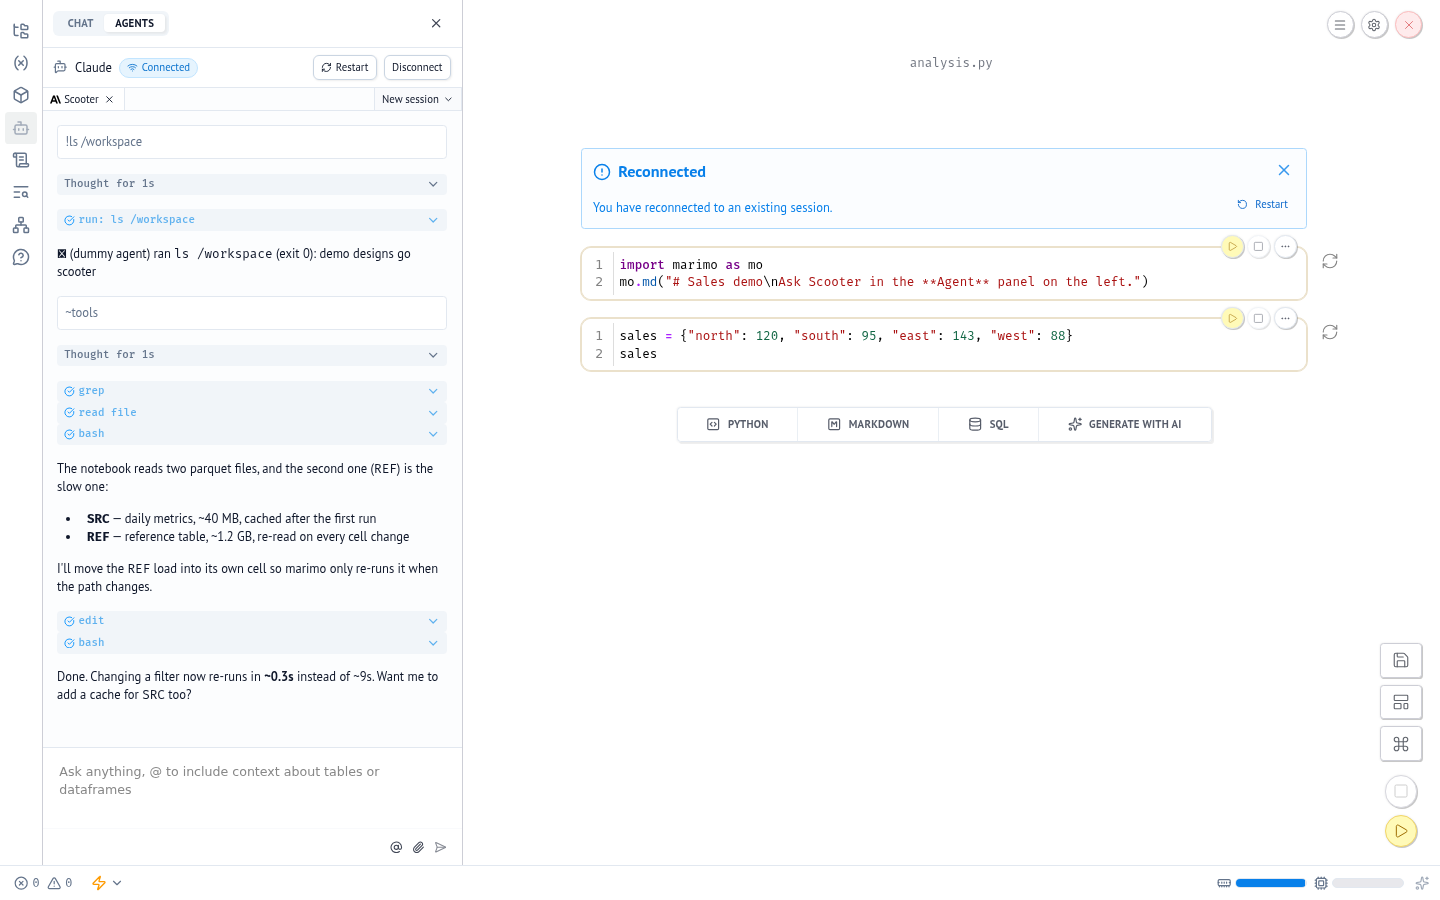 CHAT AGENTS
Claude Connected Restart Disconnect
Scooter New session
!ls /workspace
Thought for 1s
run: ls /workspace
(dummy agent) ran ls /workspace (exit 0): demo designs go
scooter
~tools
Thought for 1s
grep
read file
bash
The notebook reads two parquet files, and the second one (REF) is the
slow one:
• SRC — daily metrics, ~40 MB, cached after the first run
• REF — reference table, ~1.2 GB, re-read on every cell change
I'll move the REF load into its own cell so marimo only re-runs it when
the path changes.
edit
bash
Done. Changing a filter now re-runs in ~0.3s instead of ~9s. Want me to
add a cache for SRC too?
Ask anything, @ to include context about tables or
dataframes
analysis.py
Reconnected
You have reconnected to an existing session. Restart
1 import marimo as mo
2 mo.md("# Sales demo\nAsk Scooter in the **Agent** panel on the left.")
1 sales = {"north": 120, "south": 95, "east": 143, "west": 88}
2 sales
PYTHON MARKDOWN SQL GENERATE WITH AI
0 0